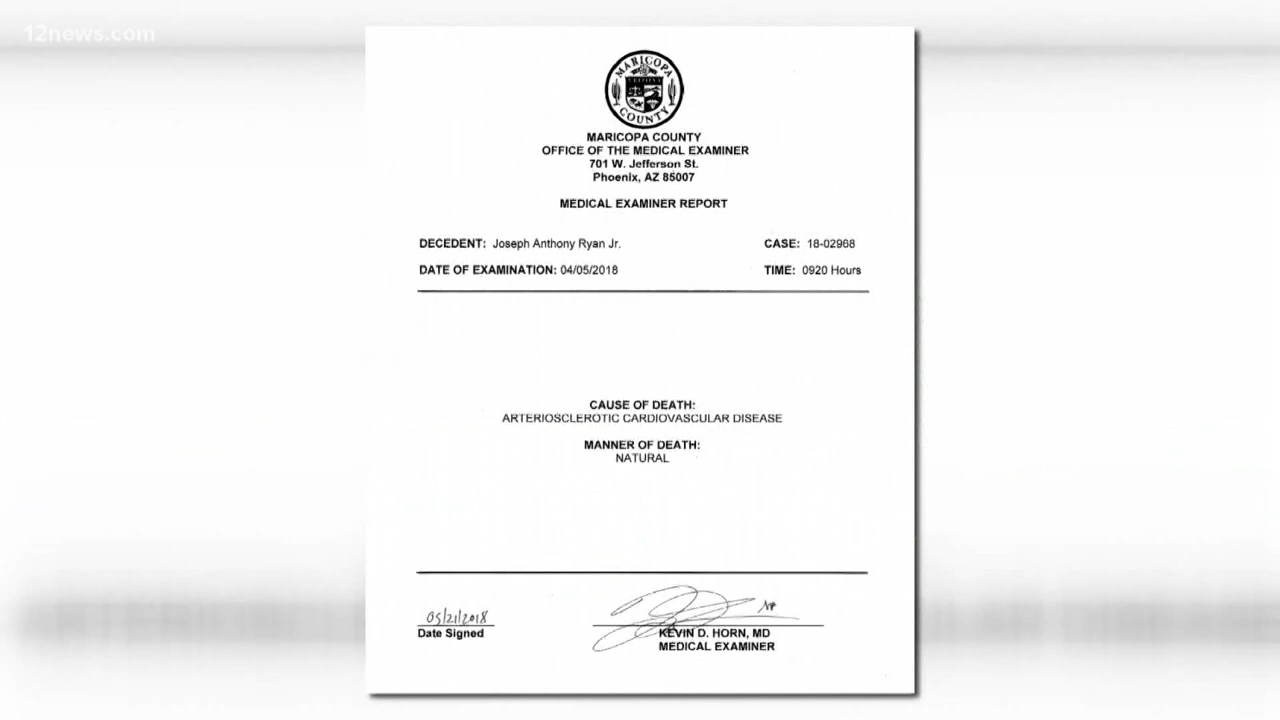 12news.com
MARICOPA
COUNTY
MARICOPA COUNTY
OFFICE OF THE MEDICAL EXAMINER
701 W. Jefferson St.
Phoenix, AZ 85007
MEDICAL EXAMINER REPORT
DECEDENT: Joseph Anthony Ryan Jr. CASE: 18-02968
DATE OF EXAMINATION: 04/05/2018 TIME: 0920 Hours
CAUSE OF DEATH:
ARTERIOSCLEROTIC CARDIOVASCULAR DISEASE
MANNER OF DEATH:
NATURAL
05/21/2018
Date Signed
KEVIN D. HORN, MD
MEDICAL EXAMINER